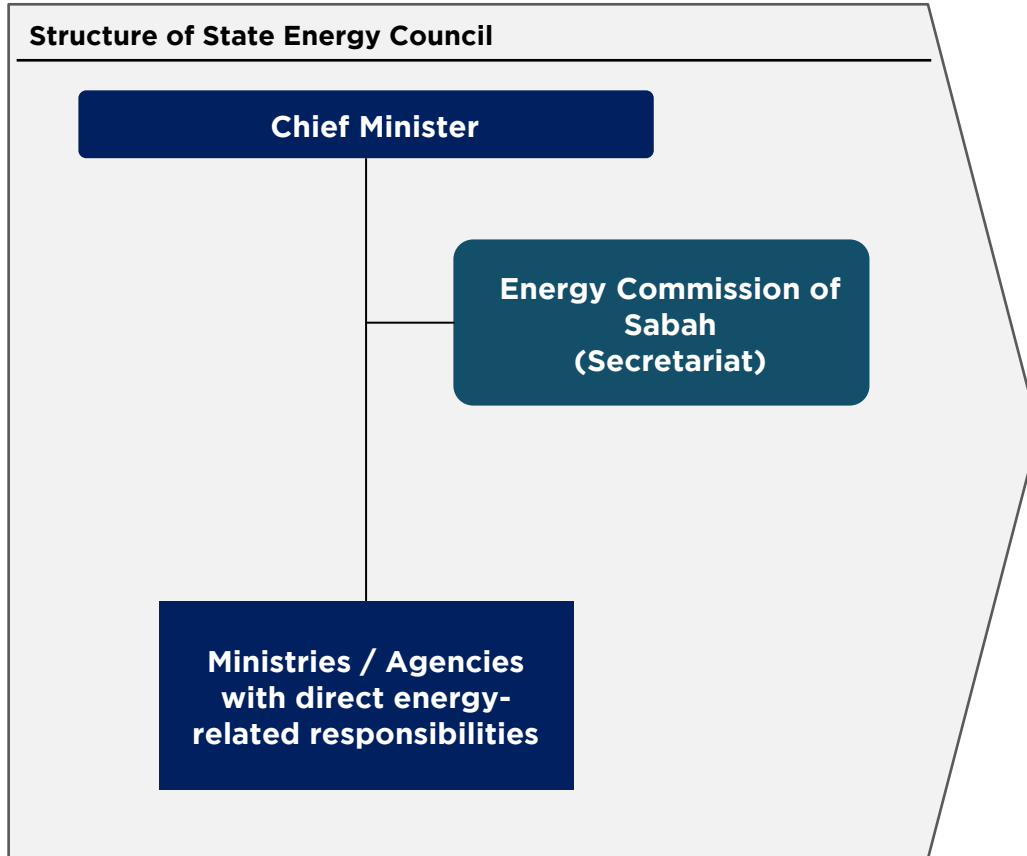 Structure of State Energy Council
Chief Minister
Energy Commission of
Sabah
(Secretariat)
Ministries / Agencies
with direct energy-
related responsibilities